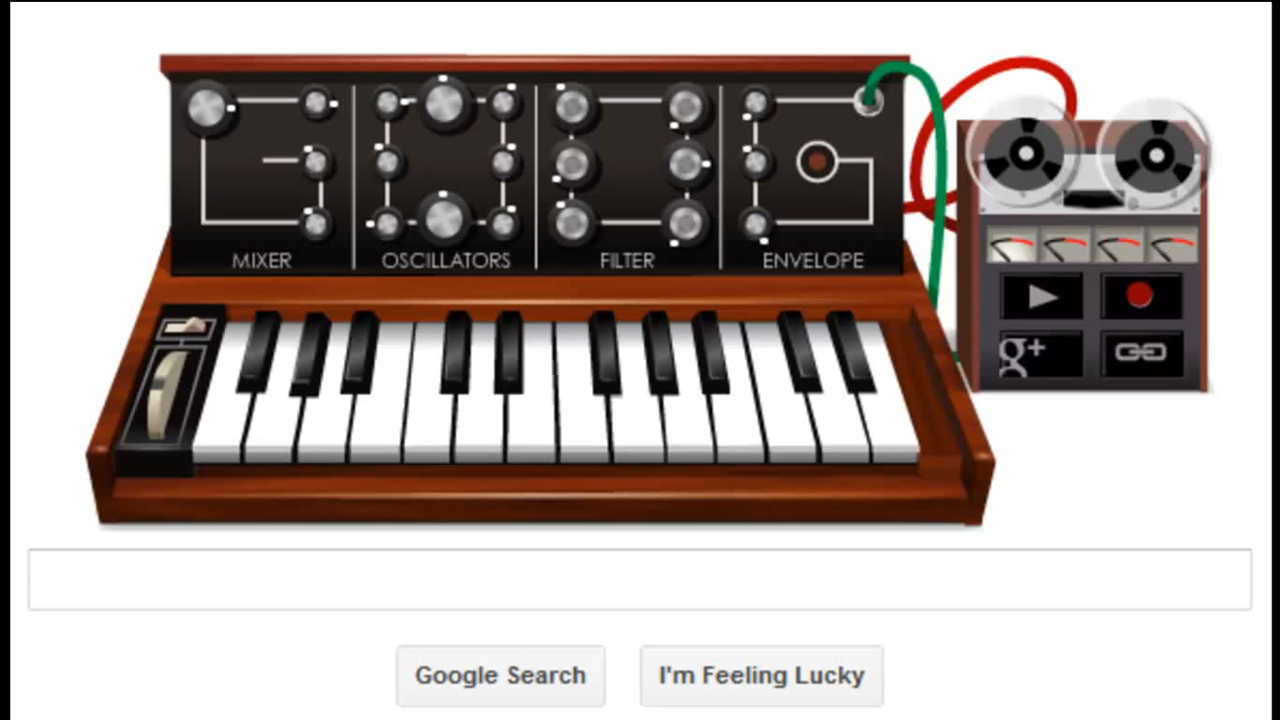 MIXER
OSCILLATORS
FILTER
ENVELOPE
g+
Google Search
I'm Feeling Lucky